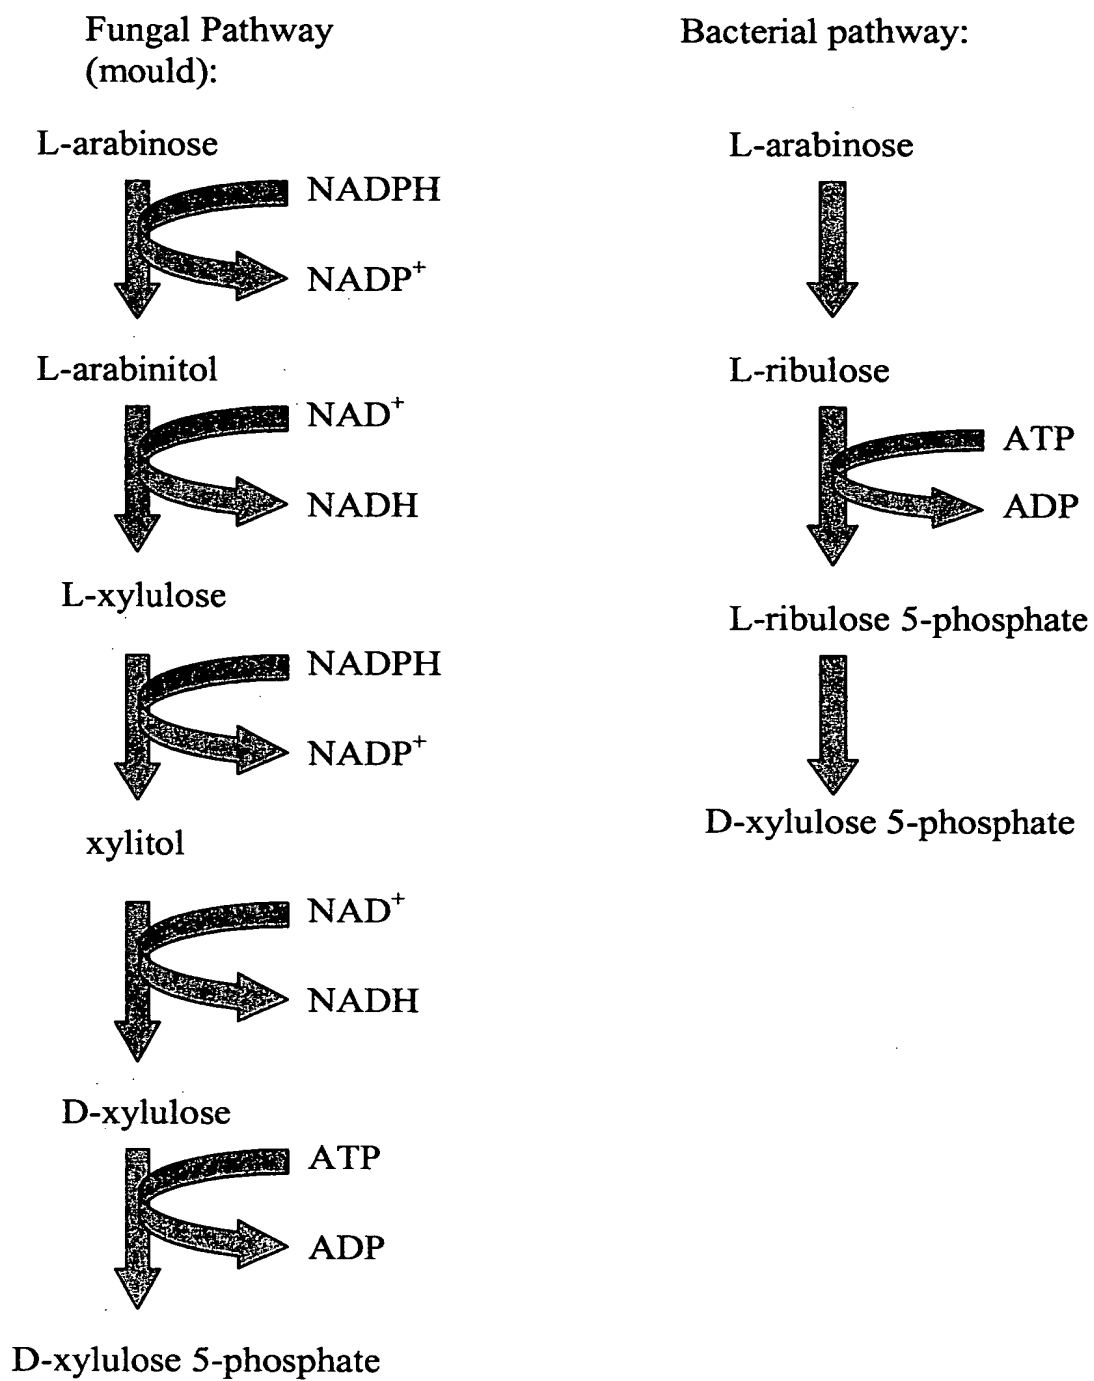 Fungal Pathway
(mould):
L-arabinose
NADPH
NADP⁺
L-arabinitol
NAD⁺
NADH
L-xylulose
NADPH
NADP⁺
xylitol
NAD⁺
NADH
D-xylulose
ATP
ADP
D-xylulose 5-phosphate
Bacterial pathway:
L-arabinose
L-ribulose
ATP
ADP
L-ribulose 5-phosphate
D-xylulose 5-phosphate